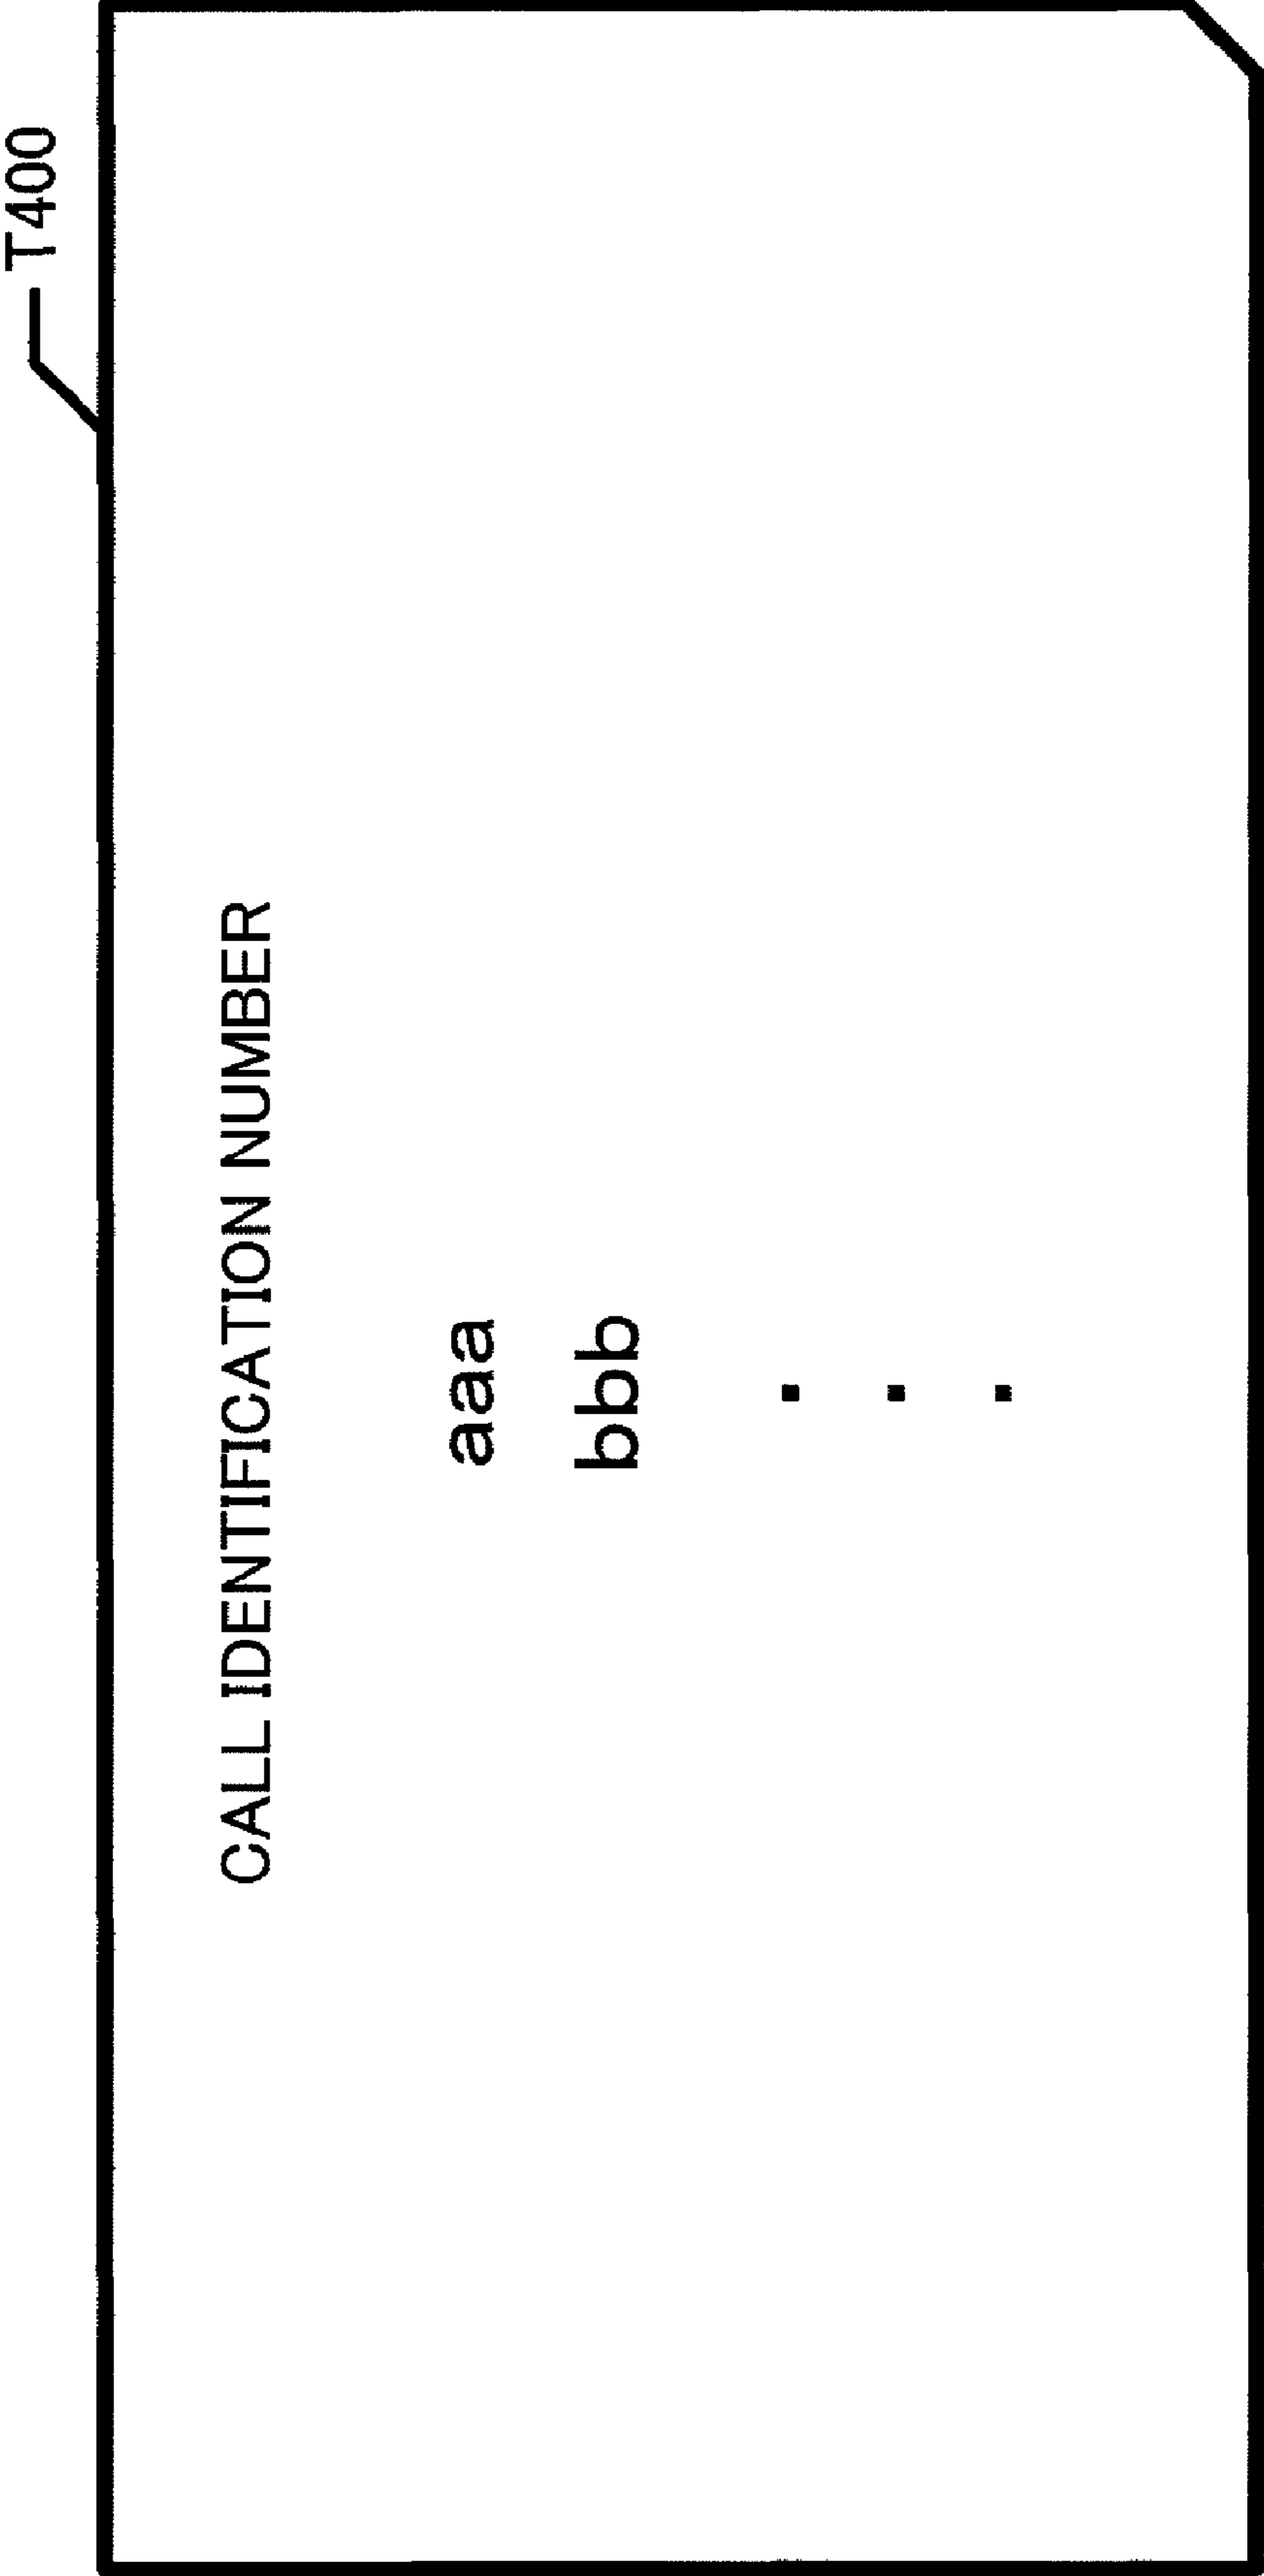 T400
CALL IDENTIFICATION NUMBER
aaa
bbb
.
.
.